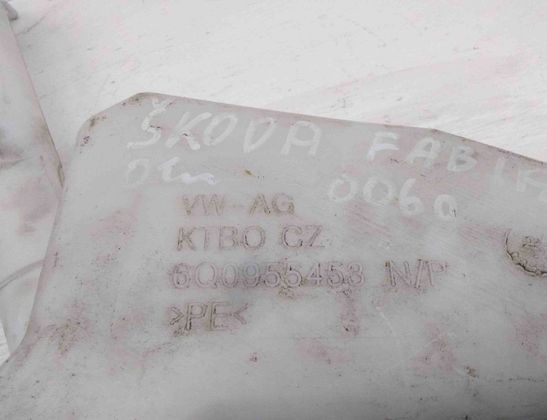 ŠKODA FABIA
0060
VW-AG
KTBO CZ
6Q0955453 N/P
>PE<